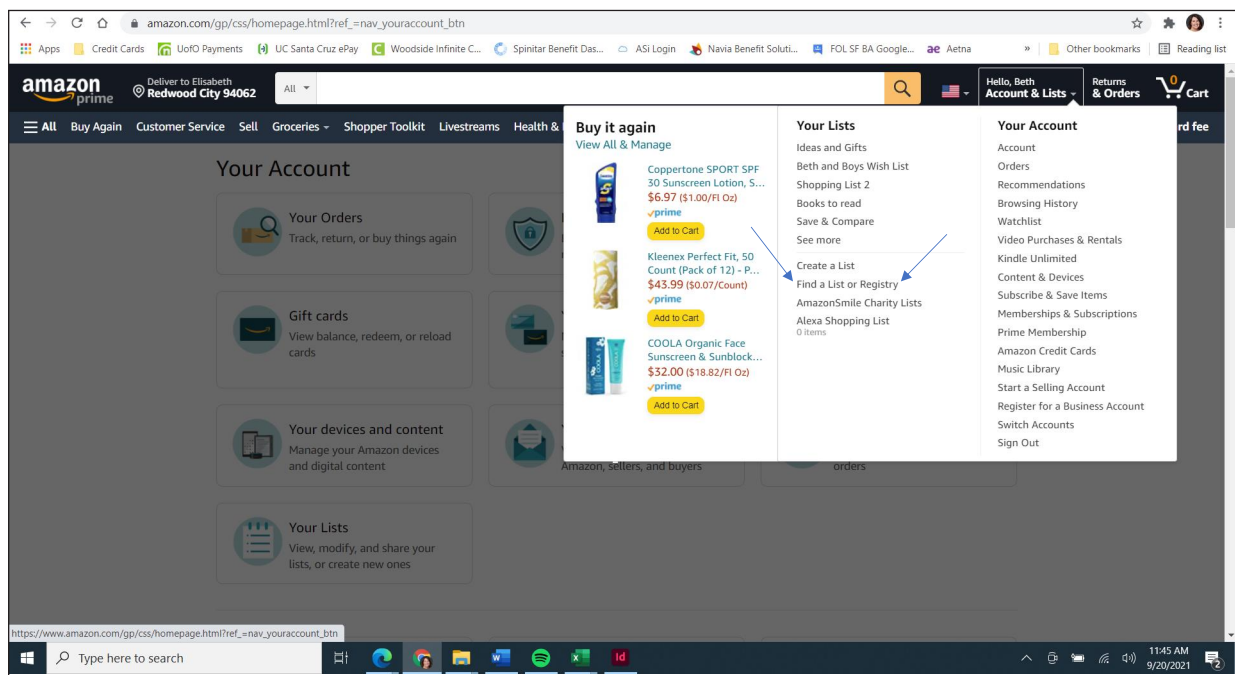 amazon.com/gp/css/homepage.html?ref_=nav_youraccount_btn
Apps Credit Cards UofO Payments UC Santa Cruz ePay Woodside Infinite C... Spinitar Benefit Das... ASi Login Navia Benefit Soluti... FOL SF BA Google... ae Aetna » Other bookmarks Reading list
amazon prime
Deliver to Elisabeth
Redwood City 94062
All
Hello, Beth
Account & Lists
Returns
& Orders
0
Cart
All Buy Again Customer Service Sell Groceries Shopper Toolkit Livestreams Health &
rd fee
Your Account
Your Orders
Track, return, or buy things again
Gift cards
View balance, redeem, or reload
cards
Your devices and content
Manage your Amazon devices
and digital content
Amazon, sellers, and buyers
orders
Your Lists
View, modify, and share your
lists, or create new ones
Buy it again
View All & Manage
Coppertone SPORT SPF
30 Sunscreen Lotion, S...
$6.97 ($1.00/Fl Oz)
prime
Add to Cart
Kleenex Perfect Fit, 50
Count (Pack of 12) - P...
$43.99 ($0.07/Count)
prime
Add to Cart
COOLA
COOLA Organic Face
Sunscreen & Sunblock...
$32.00 ($18.82/Fl Oz)
prime
Add to Cart
Your Lists
Ideas and Gifts
Beth and Boys Wish List
Shopping List 2
Books to read
Save & Compare
See more
Create a List
Find a List or Registry
AmazonSmile Charity Lists
Alexa Shopping List
0 items
Your Account
Account
Orders
Recommendations
Browsing History
Watchlist
Video Purchases & Rentals
Kindle Unlimited
Content & Devices
Subscribe & Save Items
Memberships & Subscriptions
Prime Membership
Amazon Credit Cards
Music Library
Start a Selling Account
Register for a Business Account
Switch Accounts
Sign Out
https://www.amazon.com/gp/css/homepage.html?ref_=nav_youraccount_btn
Type here to search
Id
11:45 AM
9/20/2021
2